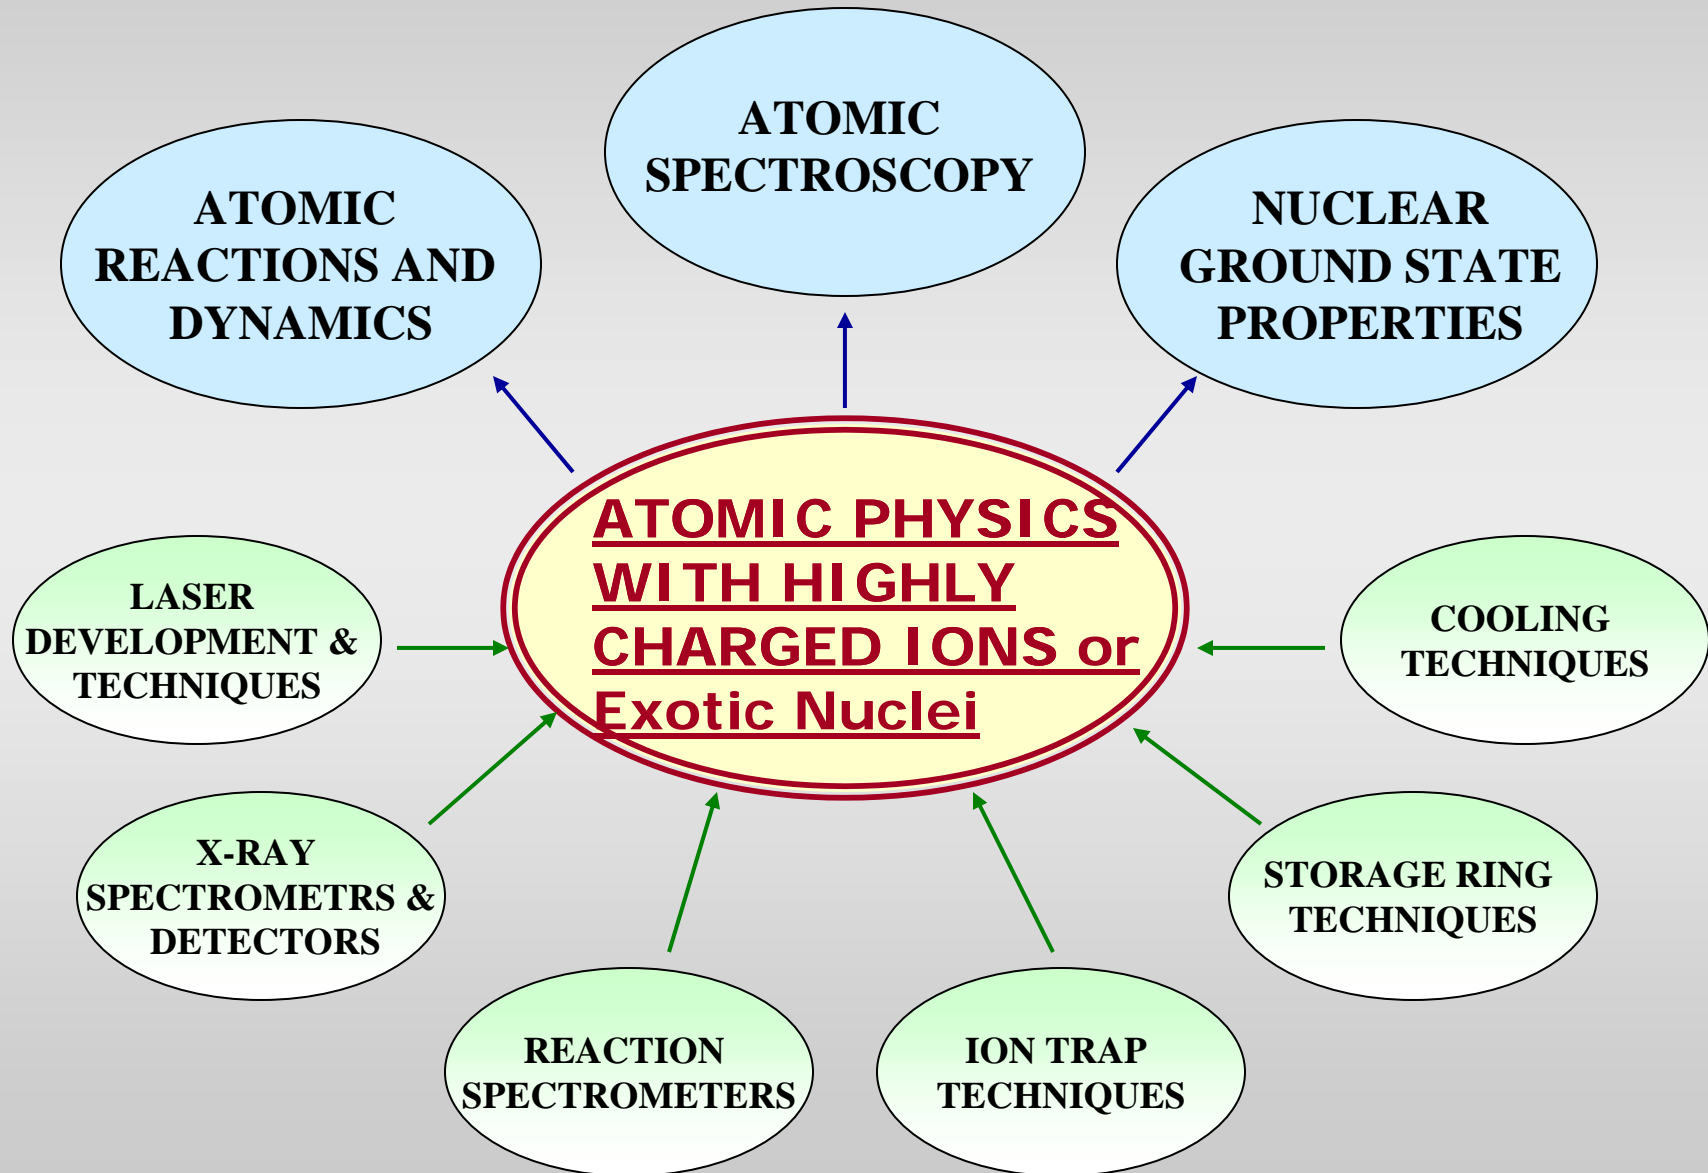 ATOMIC
SPECTROSCOPY
ATOMIC
REACTIONS AND
DYNAMICS
NUCLEAR
GROUND STATE
PROPERTIES
ATOMIC PHYSICS
WITH HIGHLY
CHARGED IONS or
Exotic Nuclei
LASER
DEVELOPMENT &
TECHNIQUES
COOLING
TECHNIQUES
X-RAY
SPECTROMETRS &
DETECTORS
STORAGE RING
TECHNIQUES
REACTION
SPECTROMETERS
ION TRAP
TECHNIQUES